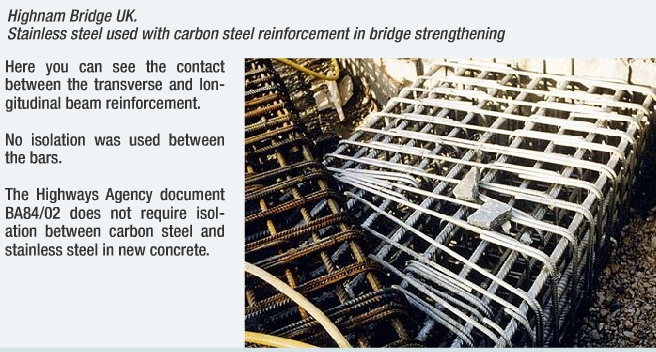 Highnam Bridge UK.
Stainless steel used with carbon steel reinforcement in bridge strengthening
Here you can see the contact
between the transverse and lon-
gitudinal beam reinforcement.
No isolation was used between
the bars.
The Highways Agency document
BA84/02 does not require isol-
ation between carbon steel and
stainless steel in new concrete.